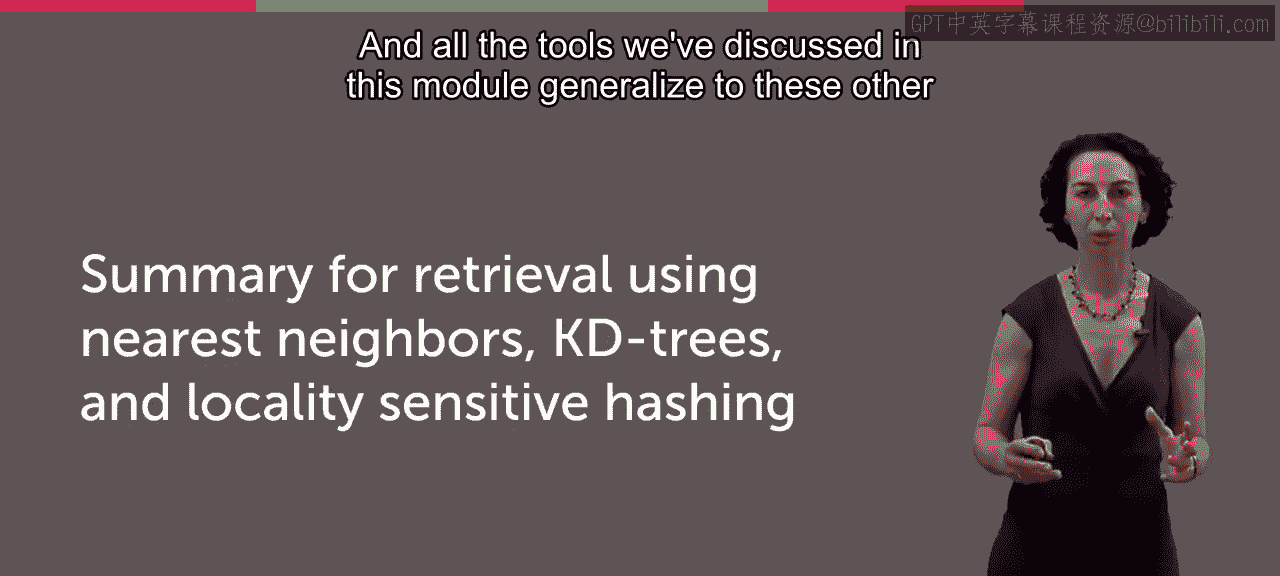 GPT中英字幕课程资源@bilibili.com
And all the tools we've discussed in
this module generalize to these other
Summary for retrieval using
nearest neighbors, KD-trees,
and locality sensitive hashing